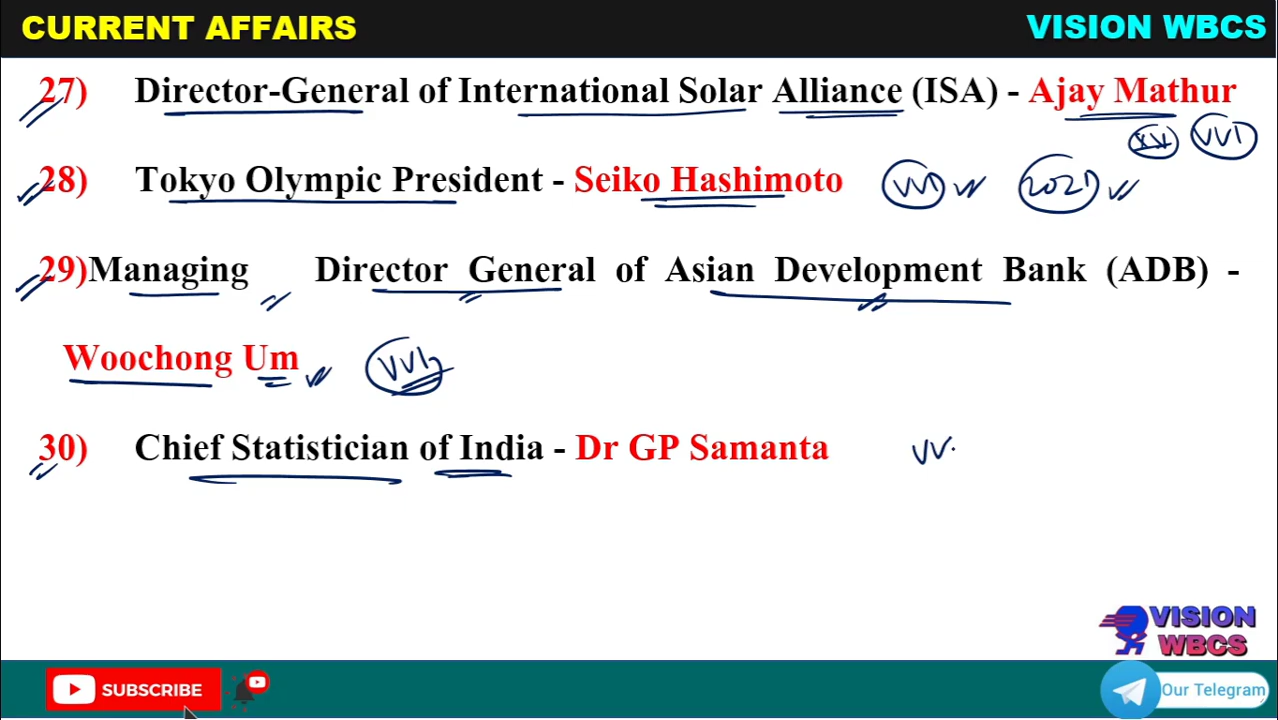 CURRENT AFFAIRS
VISION WBCS
27) Director-General of International Solar Alliance (ISA) - Ajay Mathur
VVI
28) Tokyo Olympic President - Seiko Hashimoto VVI 2021
29)Managing Director General of Asian Development Bank (ADB) -
Woochong Um VVI
30) Chief Statistician of India - Dr GP Samanta VV
VISION
WBCS
SUBSCRIBE
Our Telegram